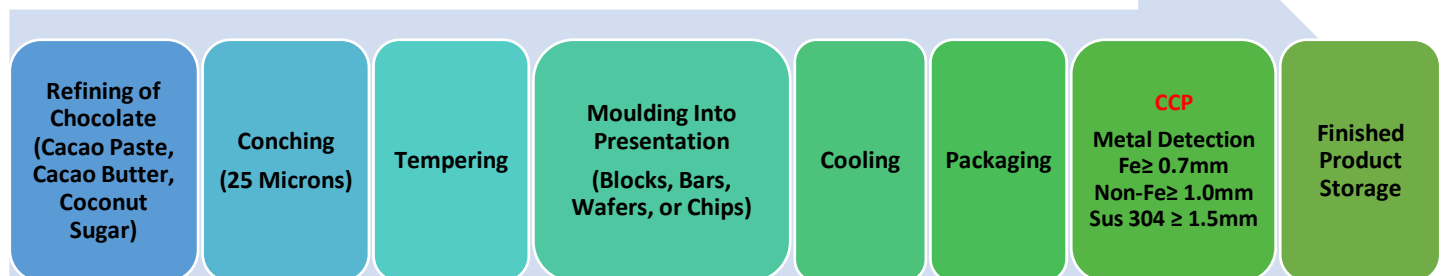 Refining of
Chocolate
(Cacao Paste,
Cacao Butter,
Coconut
Sugar)
Conching
(25 Microns)
Tempering
Moulding Into
Presentation
(Blocks, Bars,
Wafers, or Chips)
Cooling
Packaging
CCP
Metal Detection
Fe≥ 0.7mm
Non-Fe≥ 1.0mm
Sus 304 ≥ 1.5mm
Finished
Product
Storage